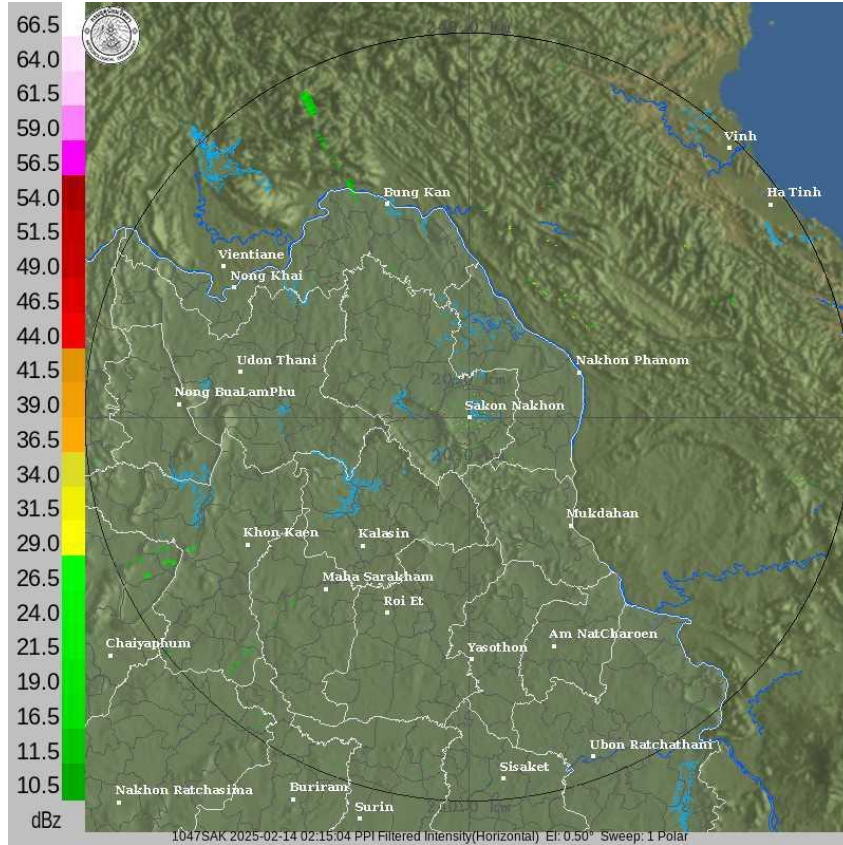 66.5
64.0
61.5
59.0
56.5
54.0
51.5
49.0
46.5
44.0
41.5
39.0
36.5
34.0
31.5
29.0
26.5
24.0
21.5
19.0
16.5
11.5
10.5
dBz
Vinh
Ha Tinh
Bung Kan
Vientiane
Nong Khai
Udon Thani
Nakhon Phanom
Nong BuaLamPhu
Sakon Nakhon
Mukdahan
Khon Kaen
Kalasin
Maha Sarakham
Roi Et
Chaiyaphum
Yasothon
Am NatCharoen
Ubon Ratchathani
Sisaket
Nakhon Ratchasima
Buriram
Surin
1047SAK 2025-02-14 02:15:04 PPI Filtered Intensity(Horizontal) El: 0.50° Sweep: 1 Polar